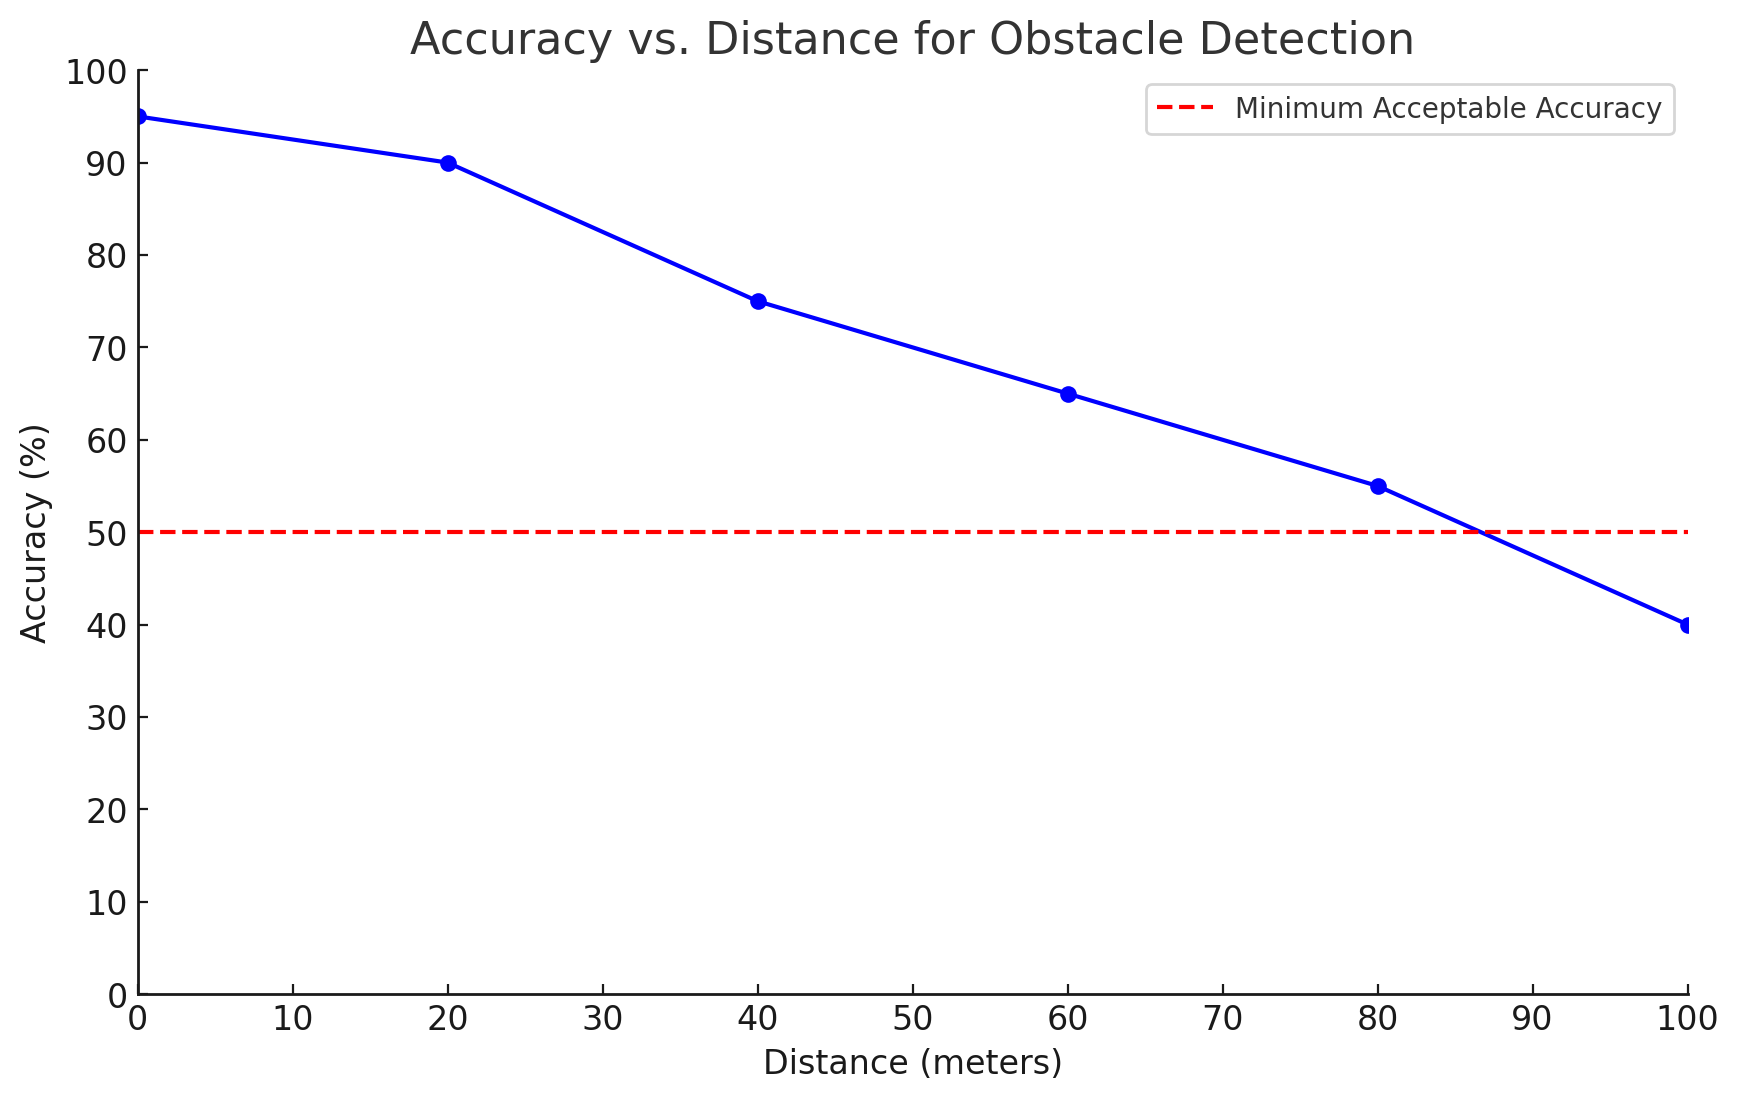 Accuracy vs. Distance for Obstacle Detection
Minimum Acceptable Accuracy
Accuracy (%)
100
90
80
70
60
50
40
30
20
10
0
0 10 20 30 40 50 60 70 80 90 100
Distance (meters)